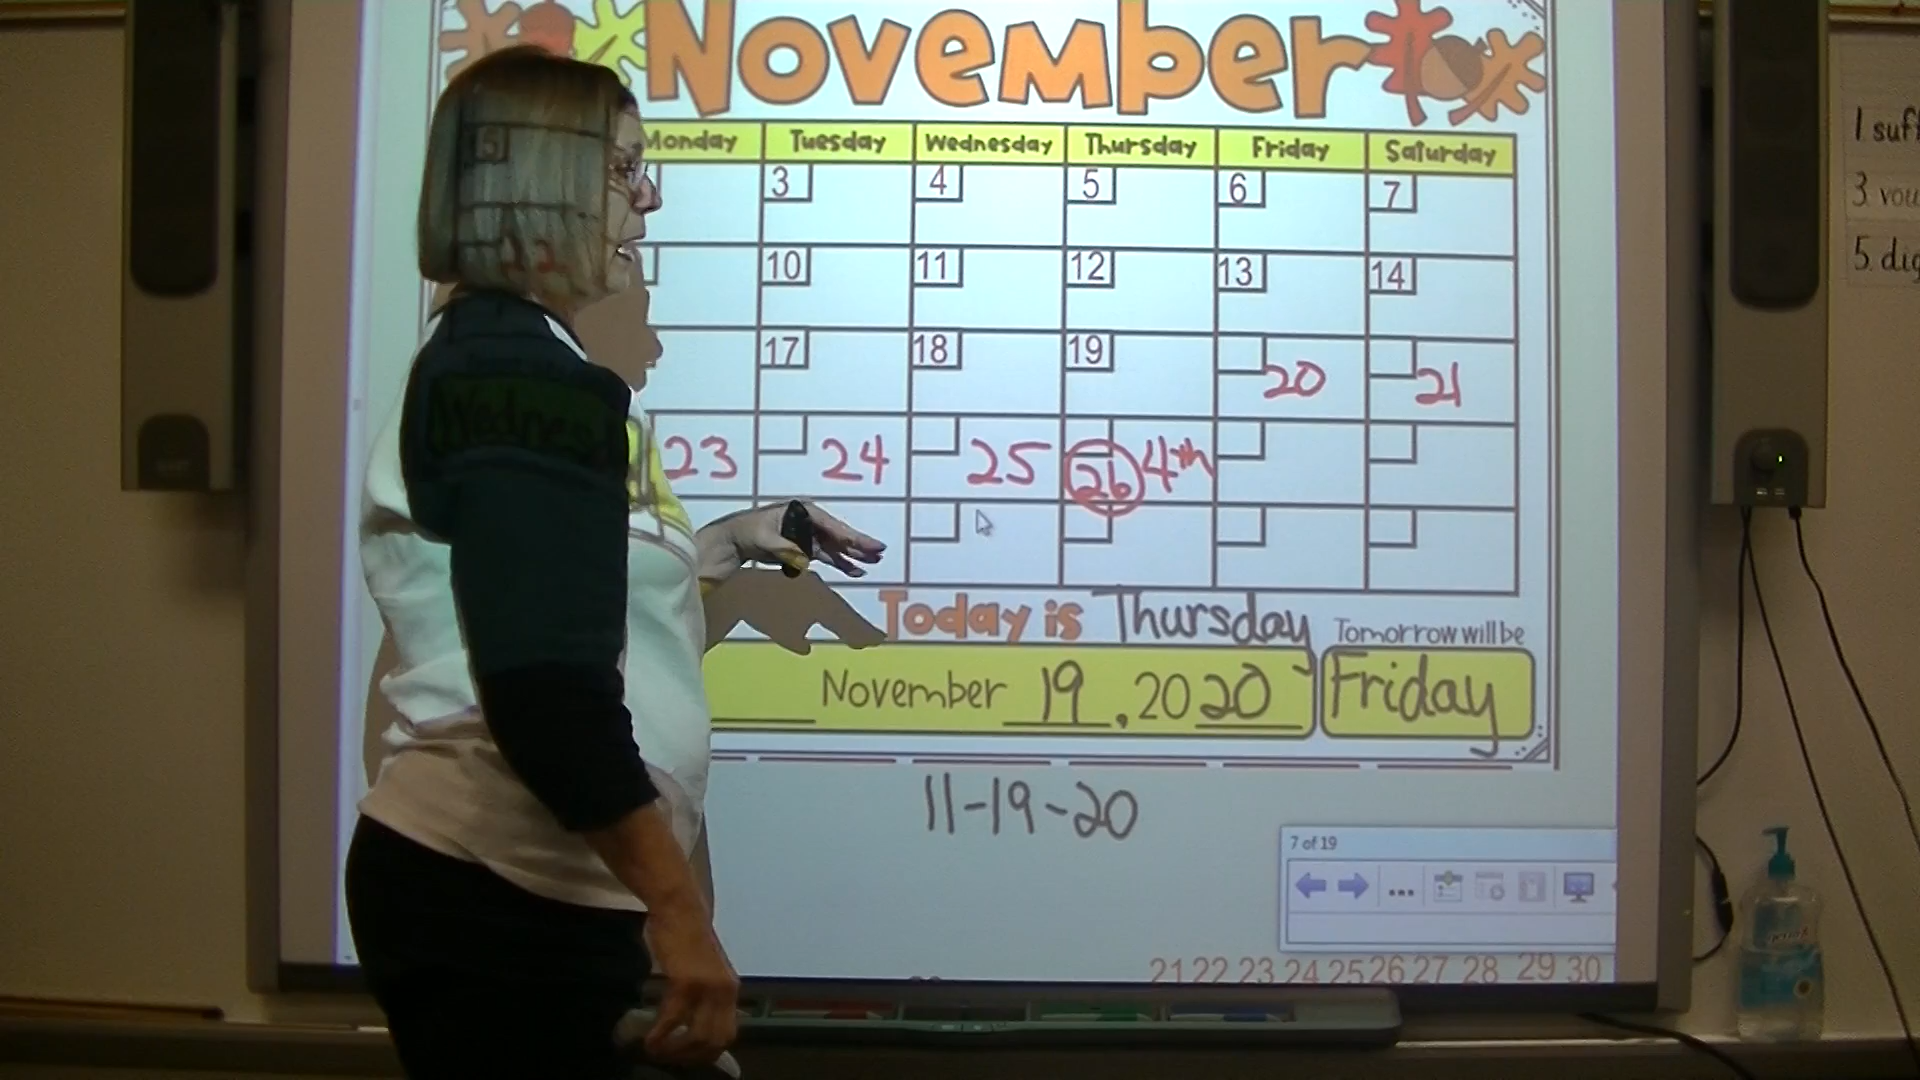 November
Monday Tuesday Wednesday Thursday Friday Saturday
3 4 5 6 7
10 11 12 13 14
17 18 19 20 21
22 23 24 25 26 4th
Today is Thursday Tomorrow will be
November 19, 2020 Friday
11-19-20
7 of 19
...
21 22 23 24 25 26 27 28 29 30
1. suf
3. vou
5. dig